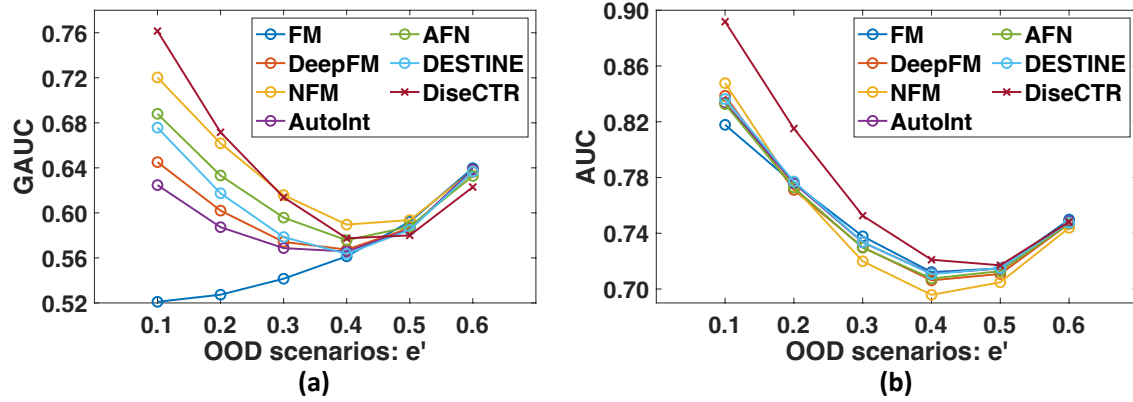 0.76
0.72
0.68
0.64
0.60
0.56
0.52
GAUC
FM
DeepFM
NFM
AutoInt
AFN
DESTINE
DiseCTR
0.1 0.2 0.3 0.4 0.5 0.6
OOD scenarios: e'
(a)
0.90
0.86
0.82
0.78
0.74
0.70
AUC
FM
DeepFM
NFM
AutoInt
AFN
DESTINE
DiseCTR
0.1 0.2 0.3 0.4 0.5 0.6
OOD scenarios: e'
(b)